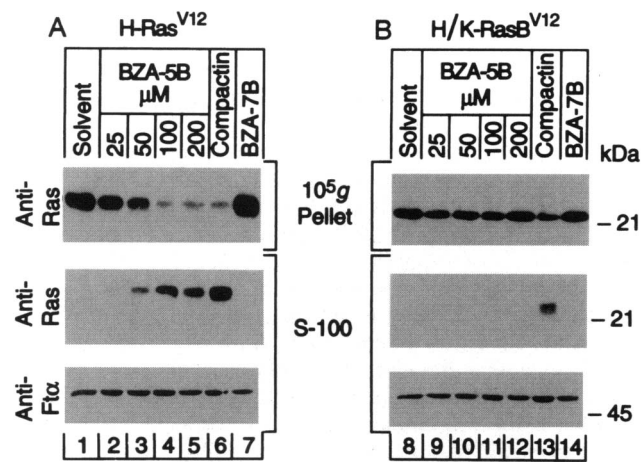 A H-Ras^V12
B H/K-RasB^V12
Solvent
BZA-5B
μM
25 50 100 200
Compactin
BZA-7B
Solvent
BZA-5B
μM
25 50 100 200
Compactin
BZA-7B
kDa
Anti-
Ras
10^5g
Pellet
– 21
Anti-
Ras
S-100
– 21
Anti-
Ftα
– 45
1 2 3 4 5 6 7
8 9 10 11 12 13 14